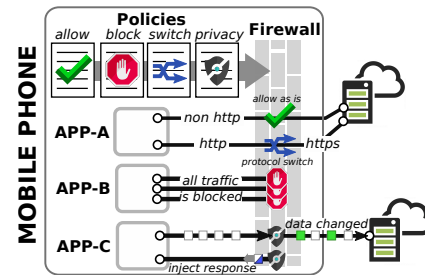 Policies
Firewall
allow block switch privacy
MOBILE PHONE
allow as is
APP-A
non http
http
https
protocol switch
APP-B
all traffic
is blocked
APP-C
data changed
inject response